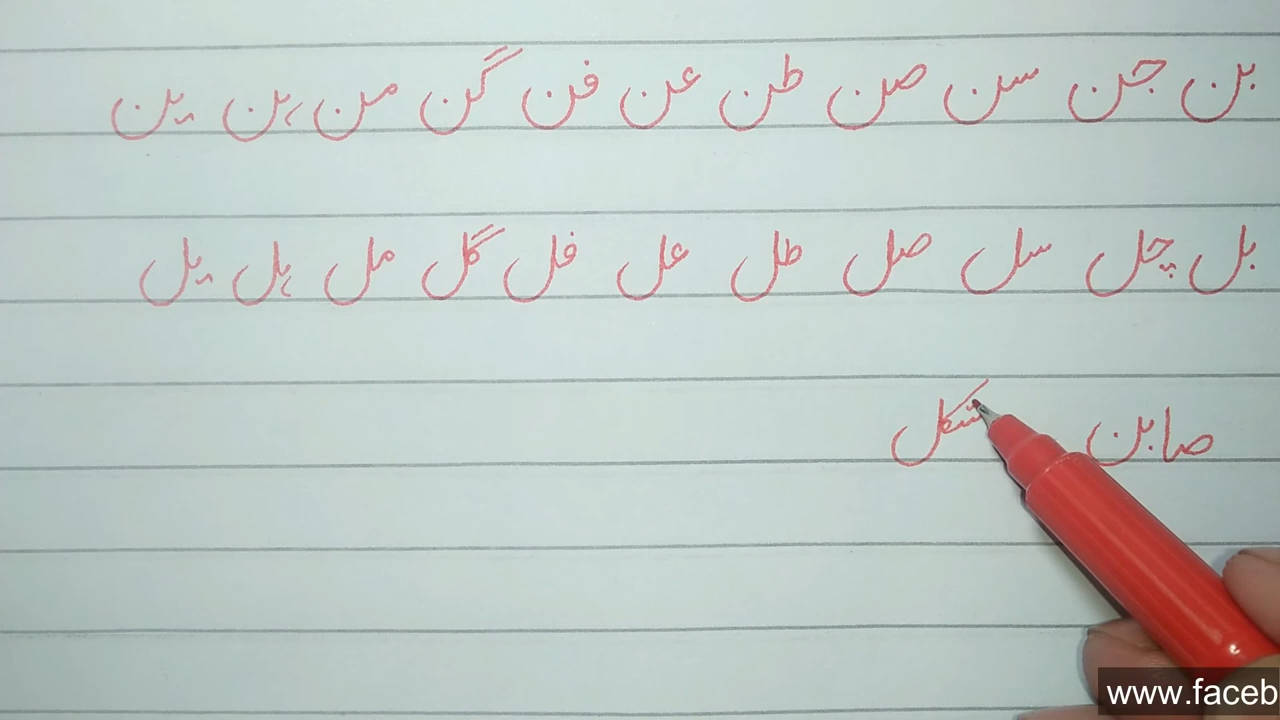 بن جن سن صن طن عن فن گن من ہن ین
بل چل سل صل طل عل فل گل مل ہل یل
صابن شکل
www.faceb